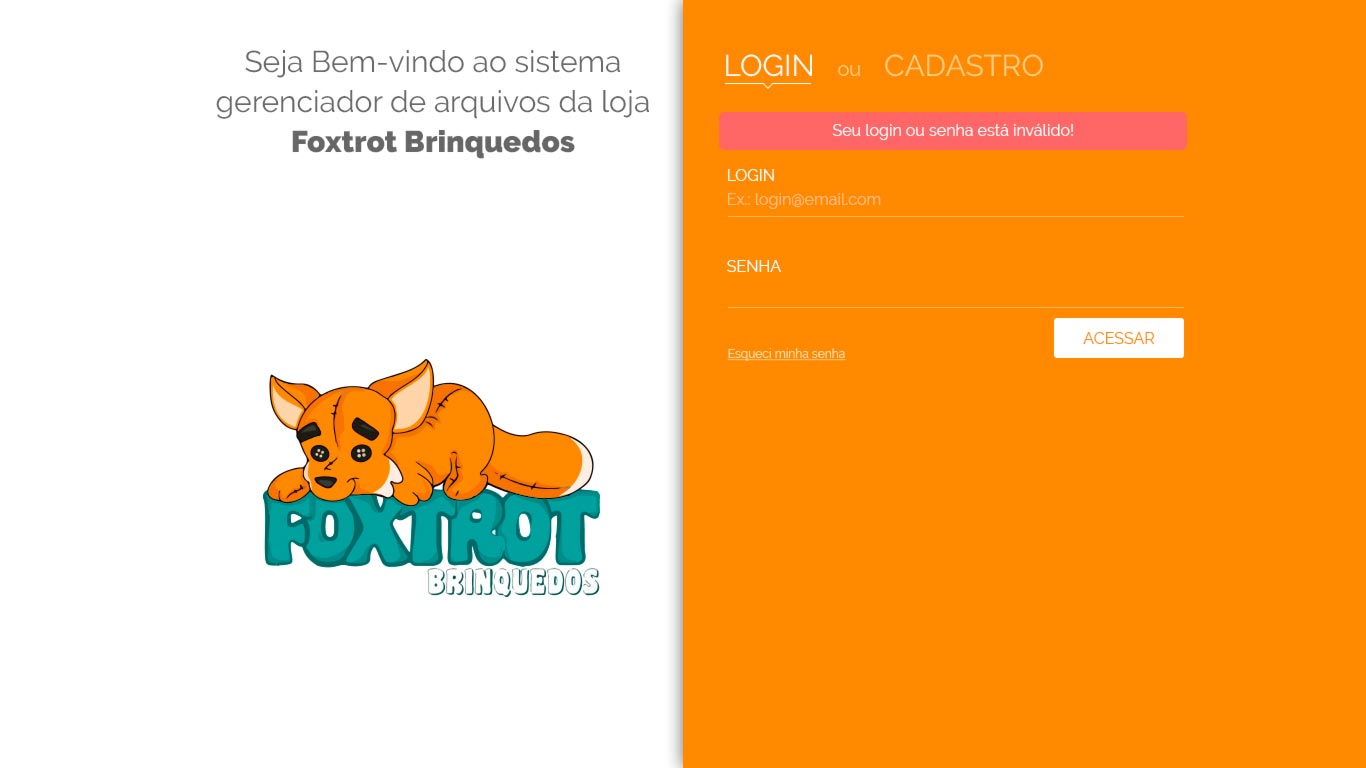 Seja Bem-vindo ao sistema
gerenciador de arquivos da loja
Foxtrot Brinquedos
FOXTROT
BRINQUEDOS
LOGIN ou CADASTRO
Seu login ou senha está inválido!
LOGIN
Ex.: login@email.com
SENHA
ACESSAR
Esqueci minha senha